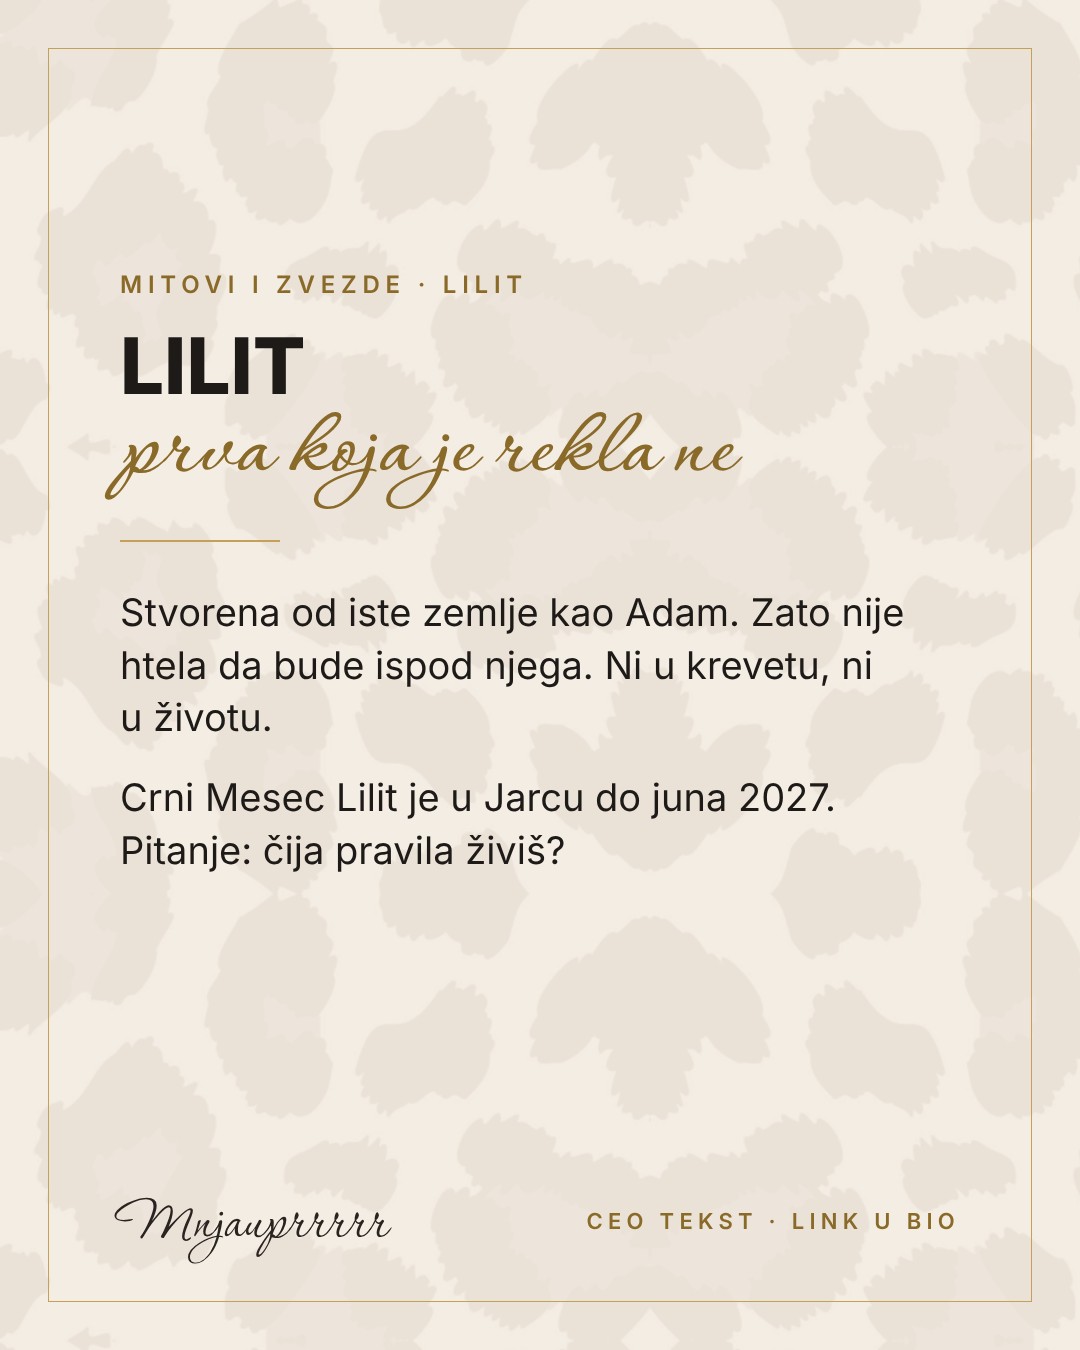 MITOVI I ZVEZDE · LILIT
LILIT
prva koja je rekla ne
Stvorena od iste zemlje kao Adam. Zato nije
htela da bude ispod njega. Ni u krevetu, ni
u životu.
Crni Mesec Lilit je u Jarcu do juna 2027.
Pitanje: čija pravila živiš?
Mnjauprrrrr
CEO TEKST · LINK U BIO